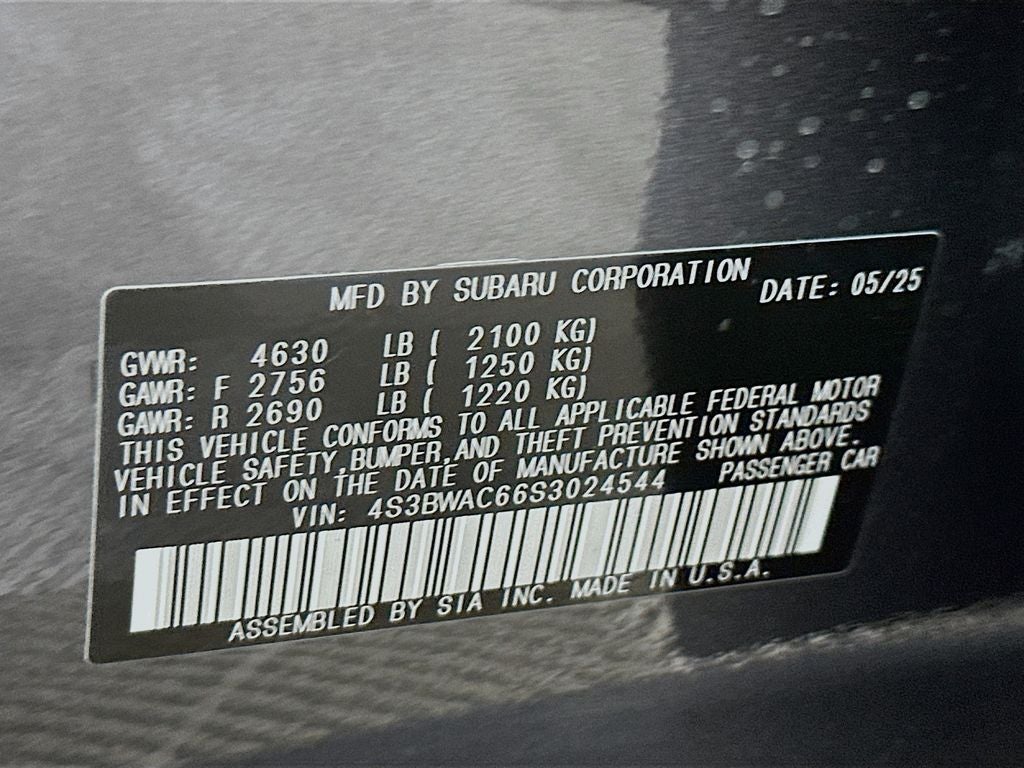 MFD BY SUBARU CORPORATION DATE: 05/25
GVWR: 4630 LB ( 2100 KG)
GAWR: F 2756 LB ( 1250 KG)
GAWR: R 2690 LB ( 1220 KG)
THIS VEHICLE CONFORMS TO ALL APPLICABLE FEDERAL MOTOR
VEHICLE SAFETY,BUMPER,AND THEFT PREVENTION STANDARDS
IN EFFECT ON THE DATE OF MANUFACTURE SHOWN ABOVE.
VIN: 4S3BWAC66S3024544 PASSENGER CAR
ASSEMBLED BY SIA INC. MADE IN U.S.A.